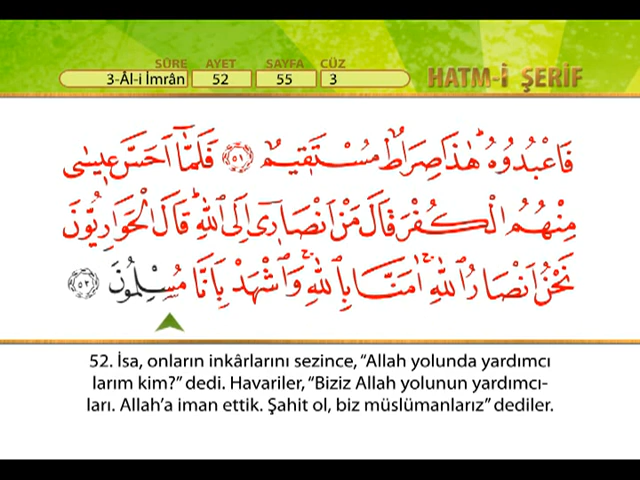 SÛRE AYET SAYFA CÜZ
3-Âl-i İmrân 52 55 3
HATM-İ ŞERİF
فَاعْبُدُوهُۜ هٰذَا صِرَاطٌ مُسْتَق۪يمٌ ﴿٥١﴾ فَلَمَّٓا اَحَسَّ ع۪يسٰى
مِنْهُمُ الْكُفْرَ قَالَ مَنْ اَنْصَار۪ٓي اِلَى اللّٰهِۜ قَالَ الْحَوَارِيُّونَ
نَحْنُ اَنْصَارُ اللّٰهِۚ اٰمَنَّا بِاللّٰهِۚ وَاشْهَدْ بِاَنَّا مُسْلِمُونَ ﴿٥٢﴾
52. İsa, onların inkârlarını sezince, “Allah yolunda yardımcı
larım kim?” dedi. Havariler, “Biziz Allah yolunun yardımcı-
ları. Allah’a iman ettik. Şahit ol, biz müslümanlarız” dediler.